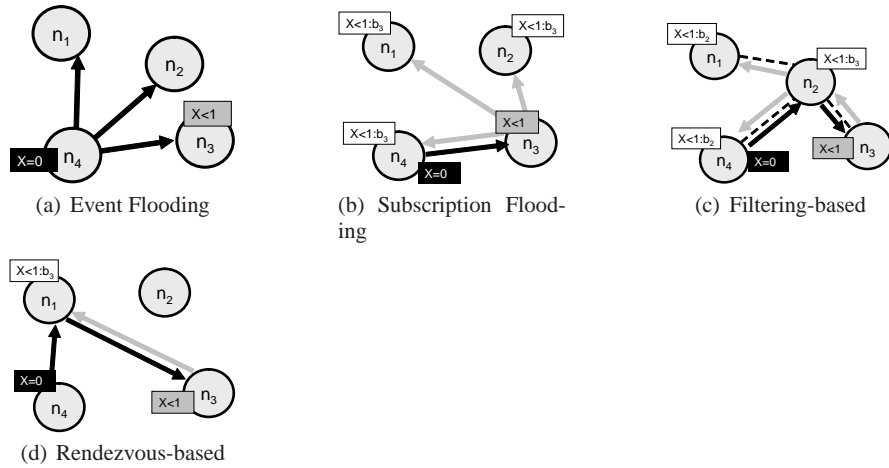 n1
n2
X<1
n3
n4
X=0
(a) Event Flooding
X<1:b3
n1
X<1:b3
n2
X<1
n3
X<1:b3
n4
X=0
(b) Subscription Flood-
ing
X<1:b2
n1
X<1:b3
n2
X<1:b2
n4
X=0
X<1
n3
(c) Filtering-based
X<1:b3
n1
n2
X=0
n4
X<1
n3
(d) Rendezvous-based